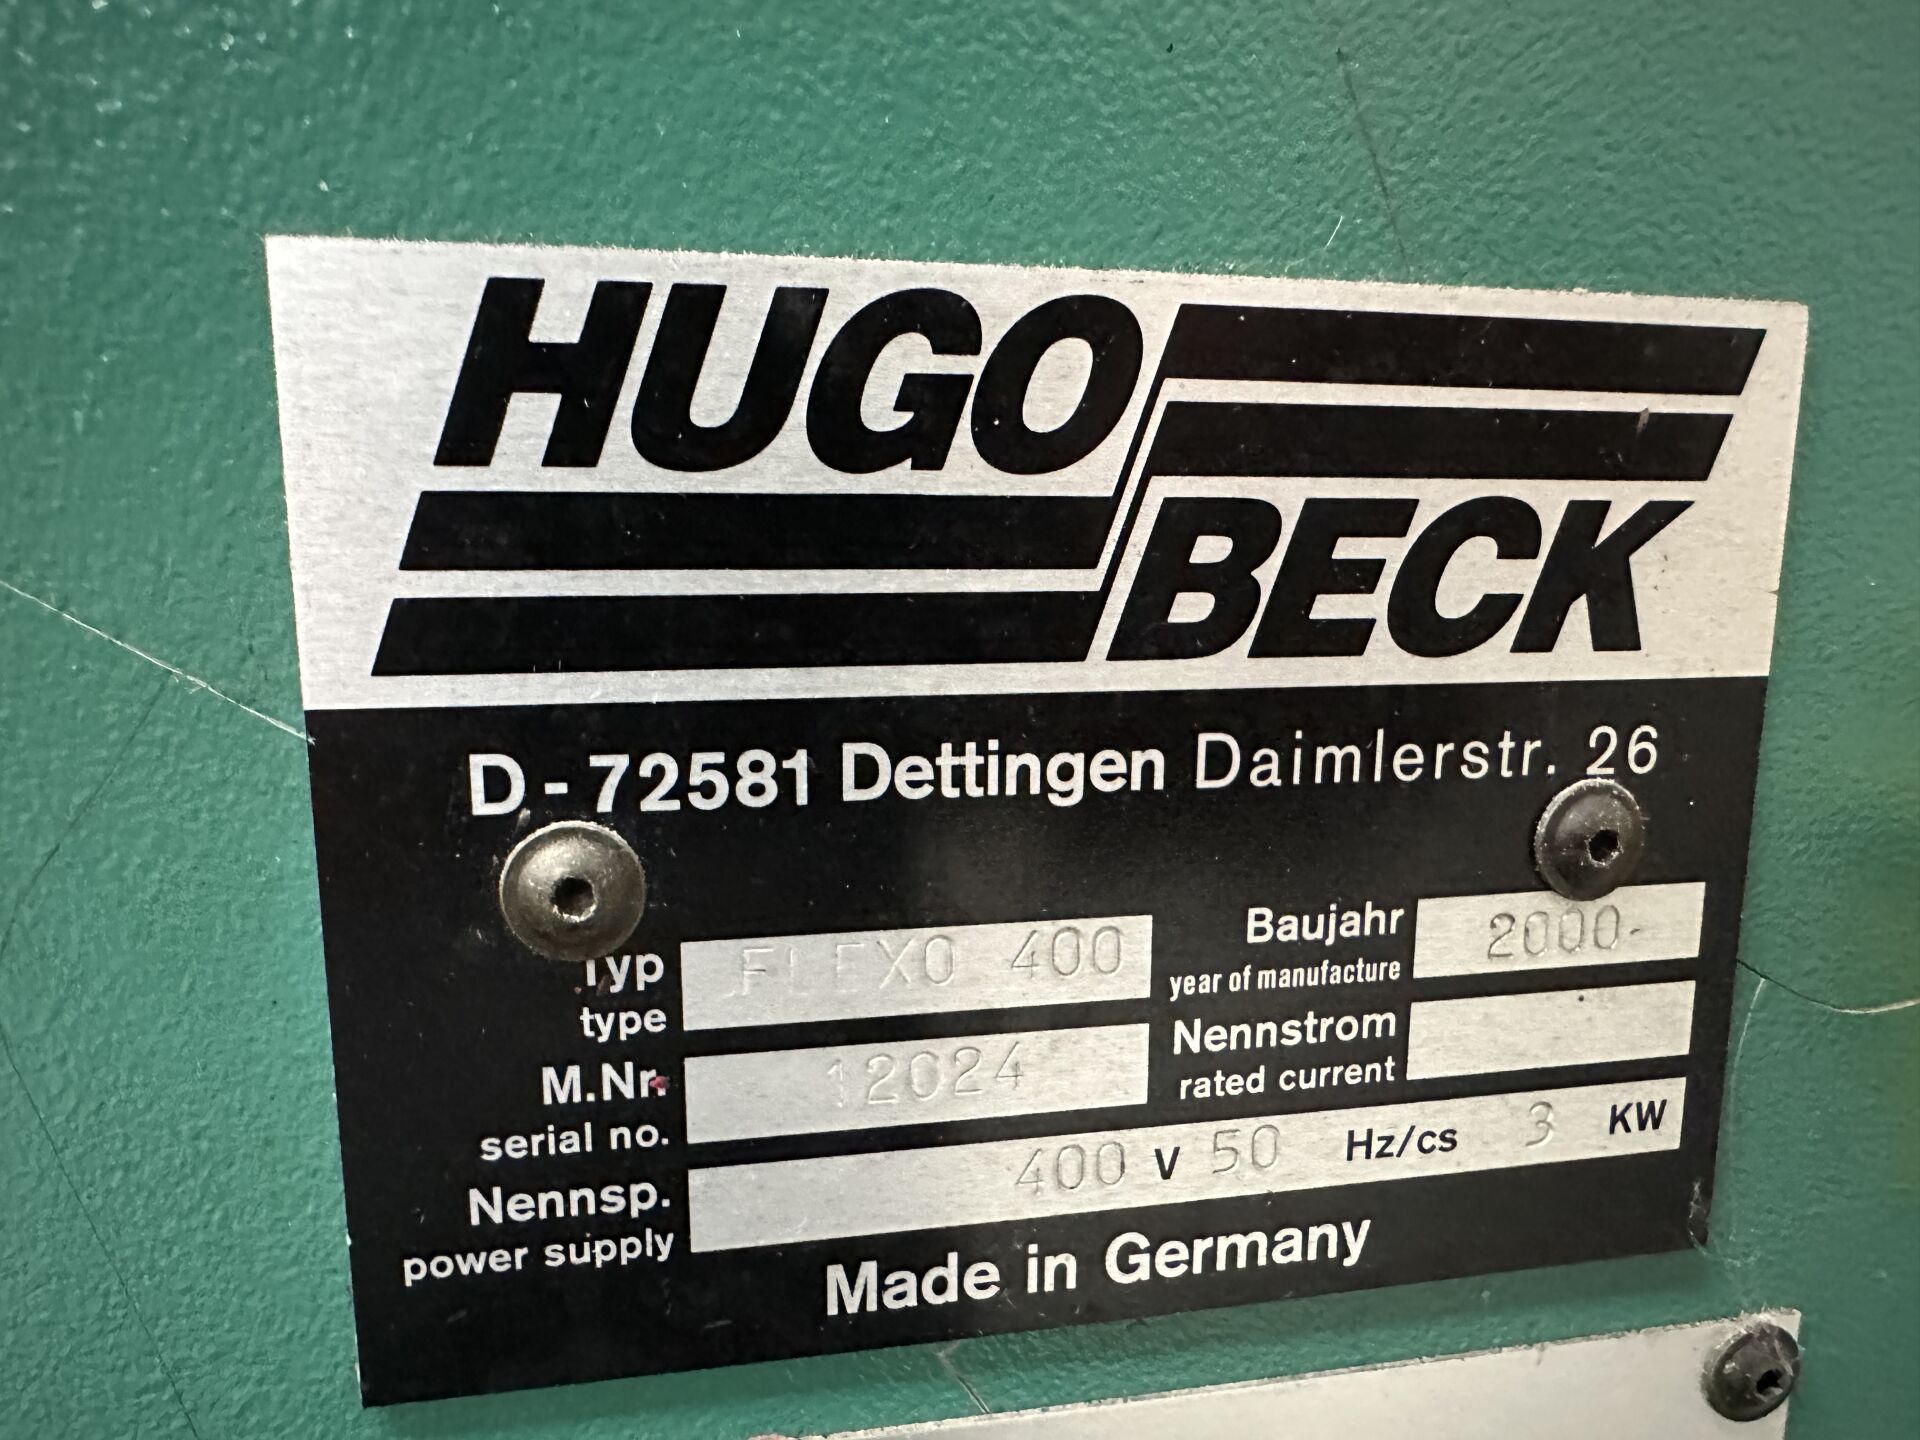 HUGO
BECK
D-72581 Dettingen Daimlerstr. 26
Typ FLEXO 400 Baujahr 2000
type year of manufacture
M.Nr. 12024 Nennstrom
serial no. rated current
Nennsp. 400 V 50 Hz/cs 3 KW
power supply
Made in Germany